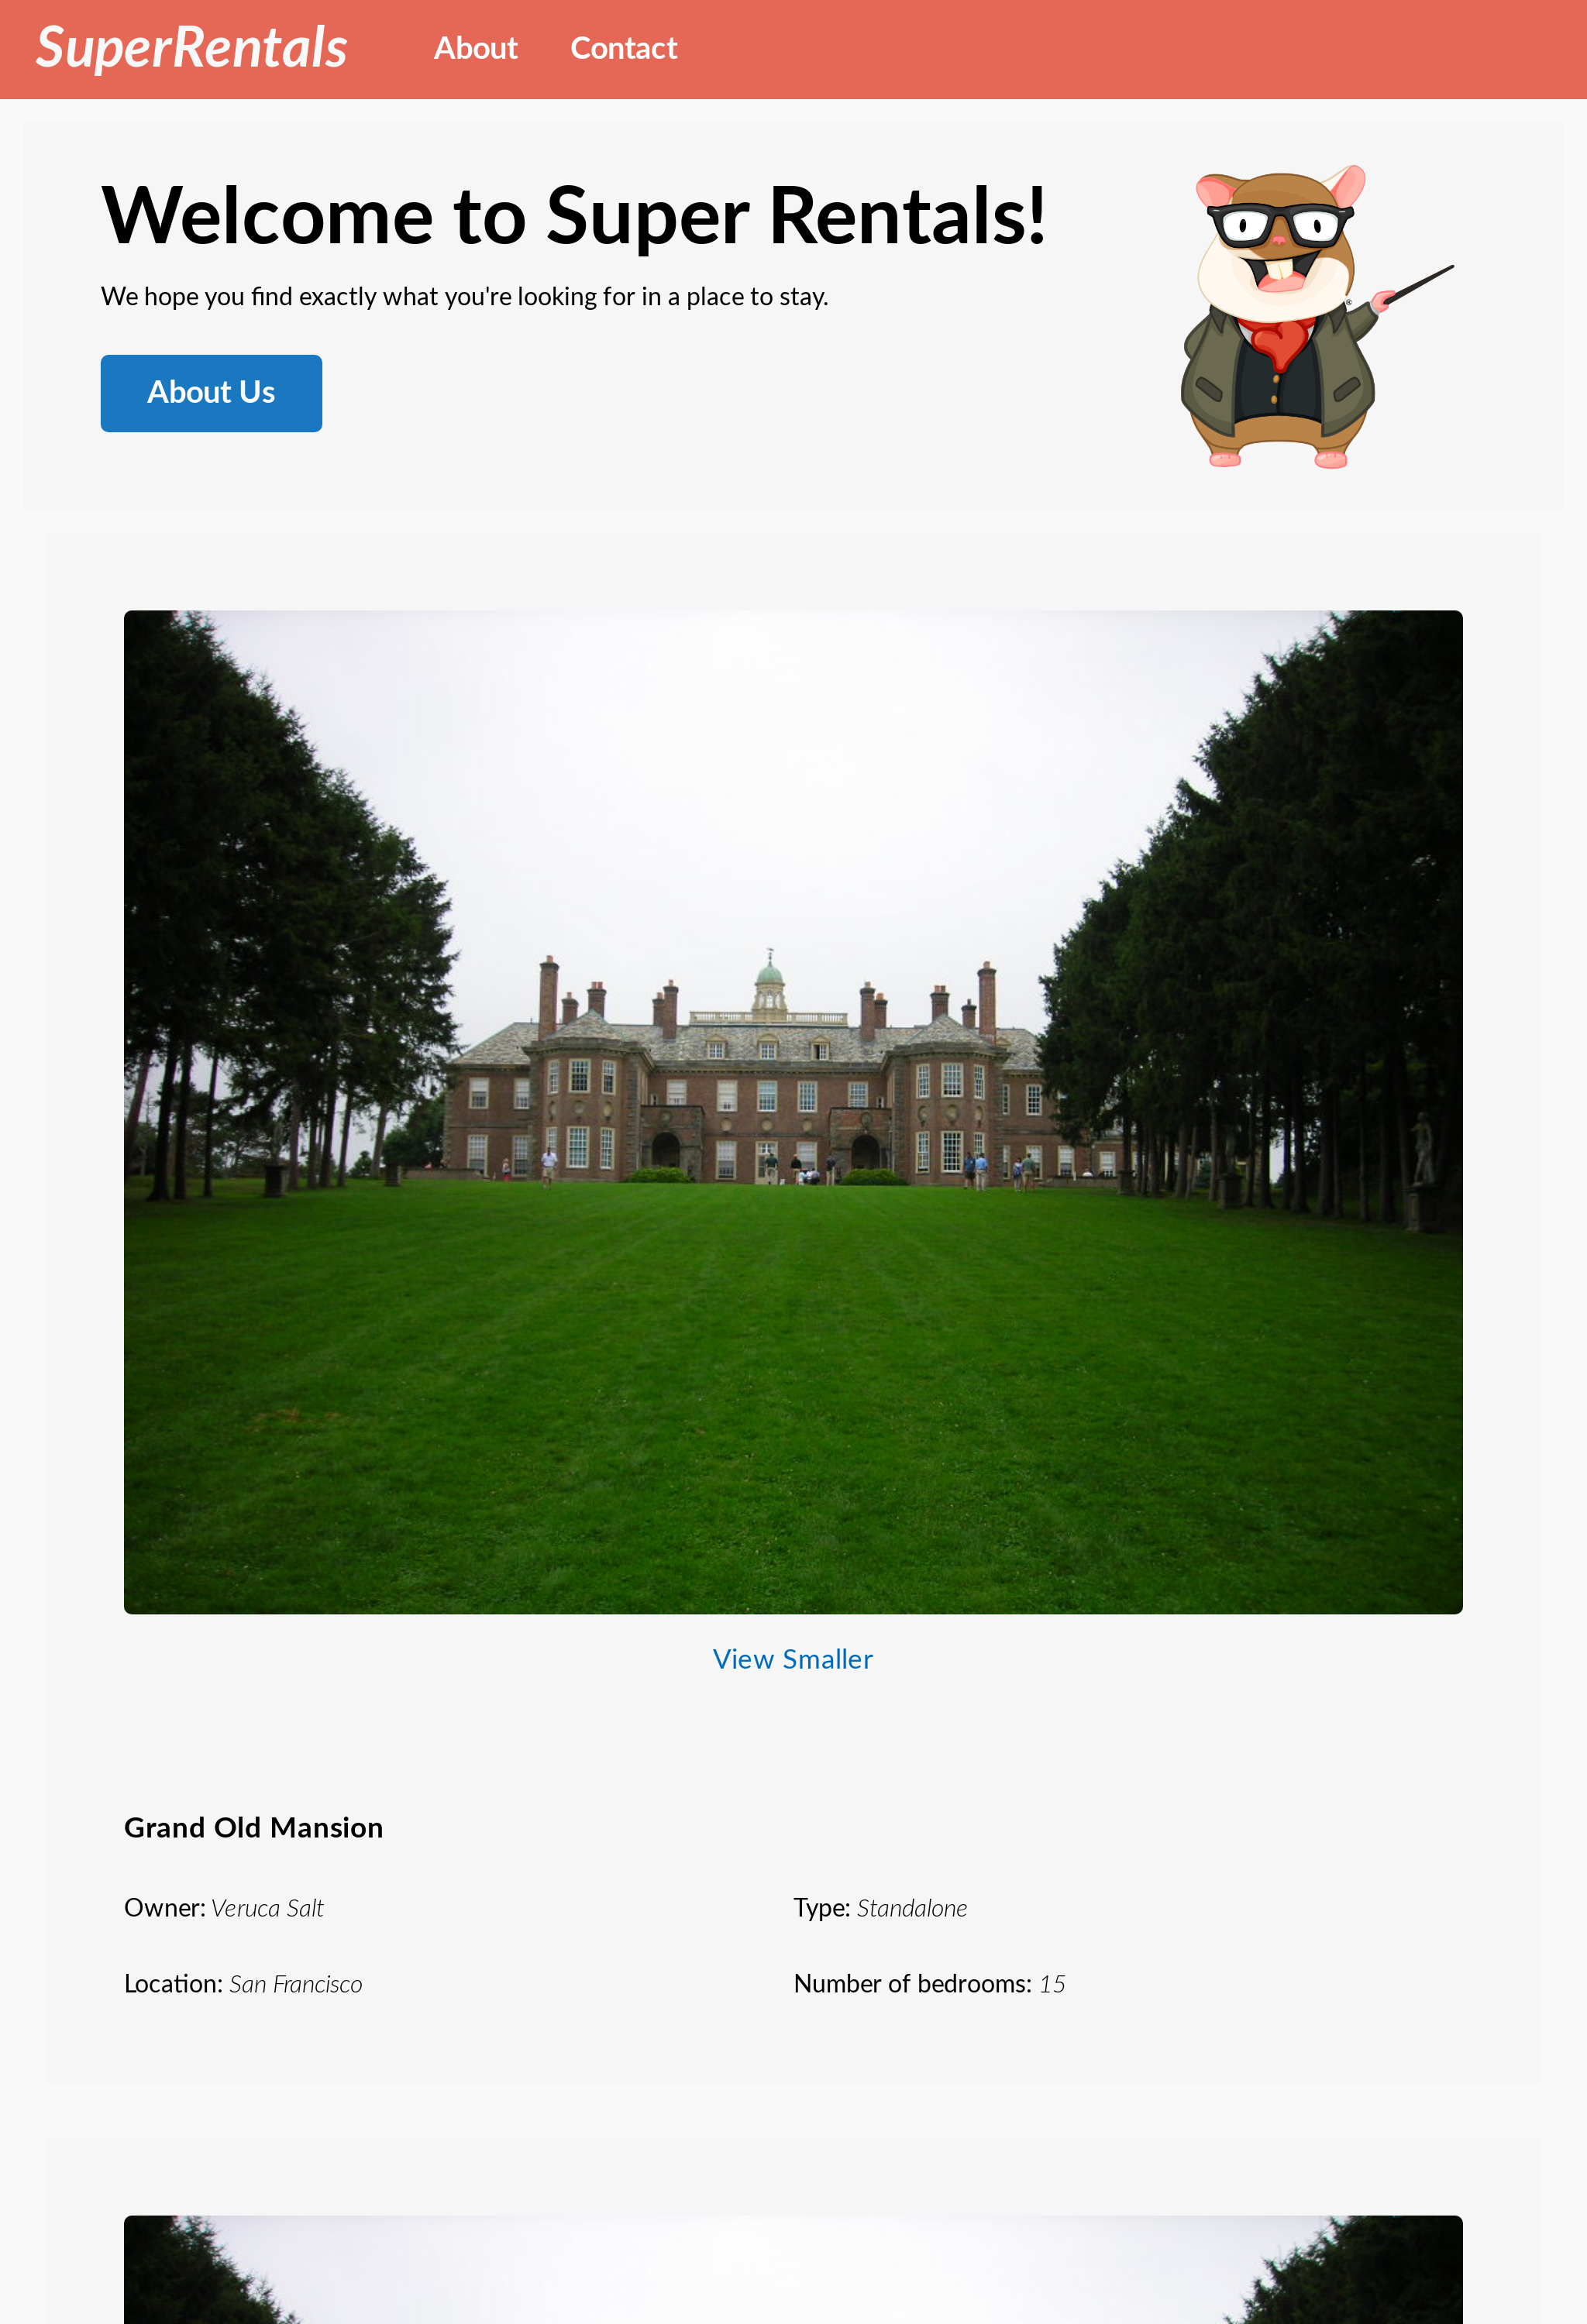 SuperRentals
About
Contact
Welcome to Super Rentals!
We hope you find exactly what you're looking for in a place to stay.
About Us
®
View Smaller
Grand Old Mansion
Owner: Veruca Salt
Type: Standalone
Location: San Francisco
Number of bedrooms: 15